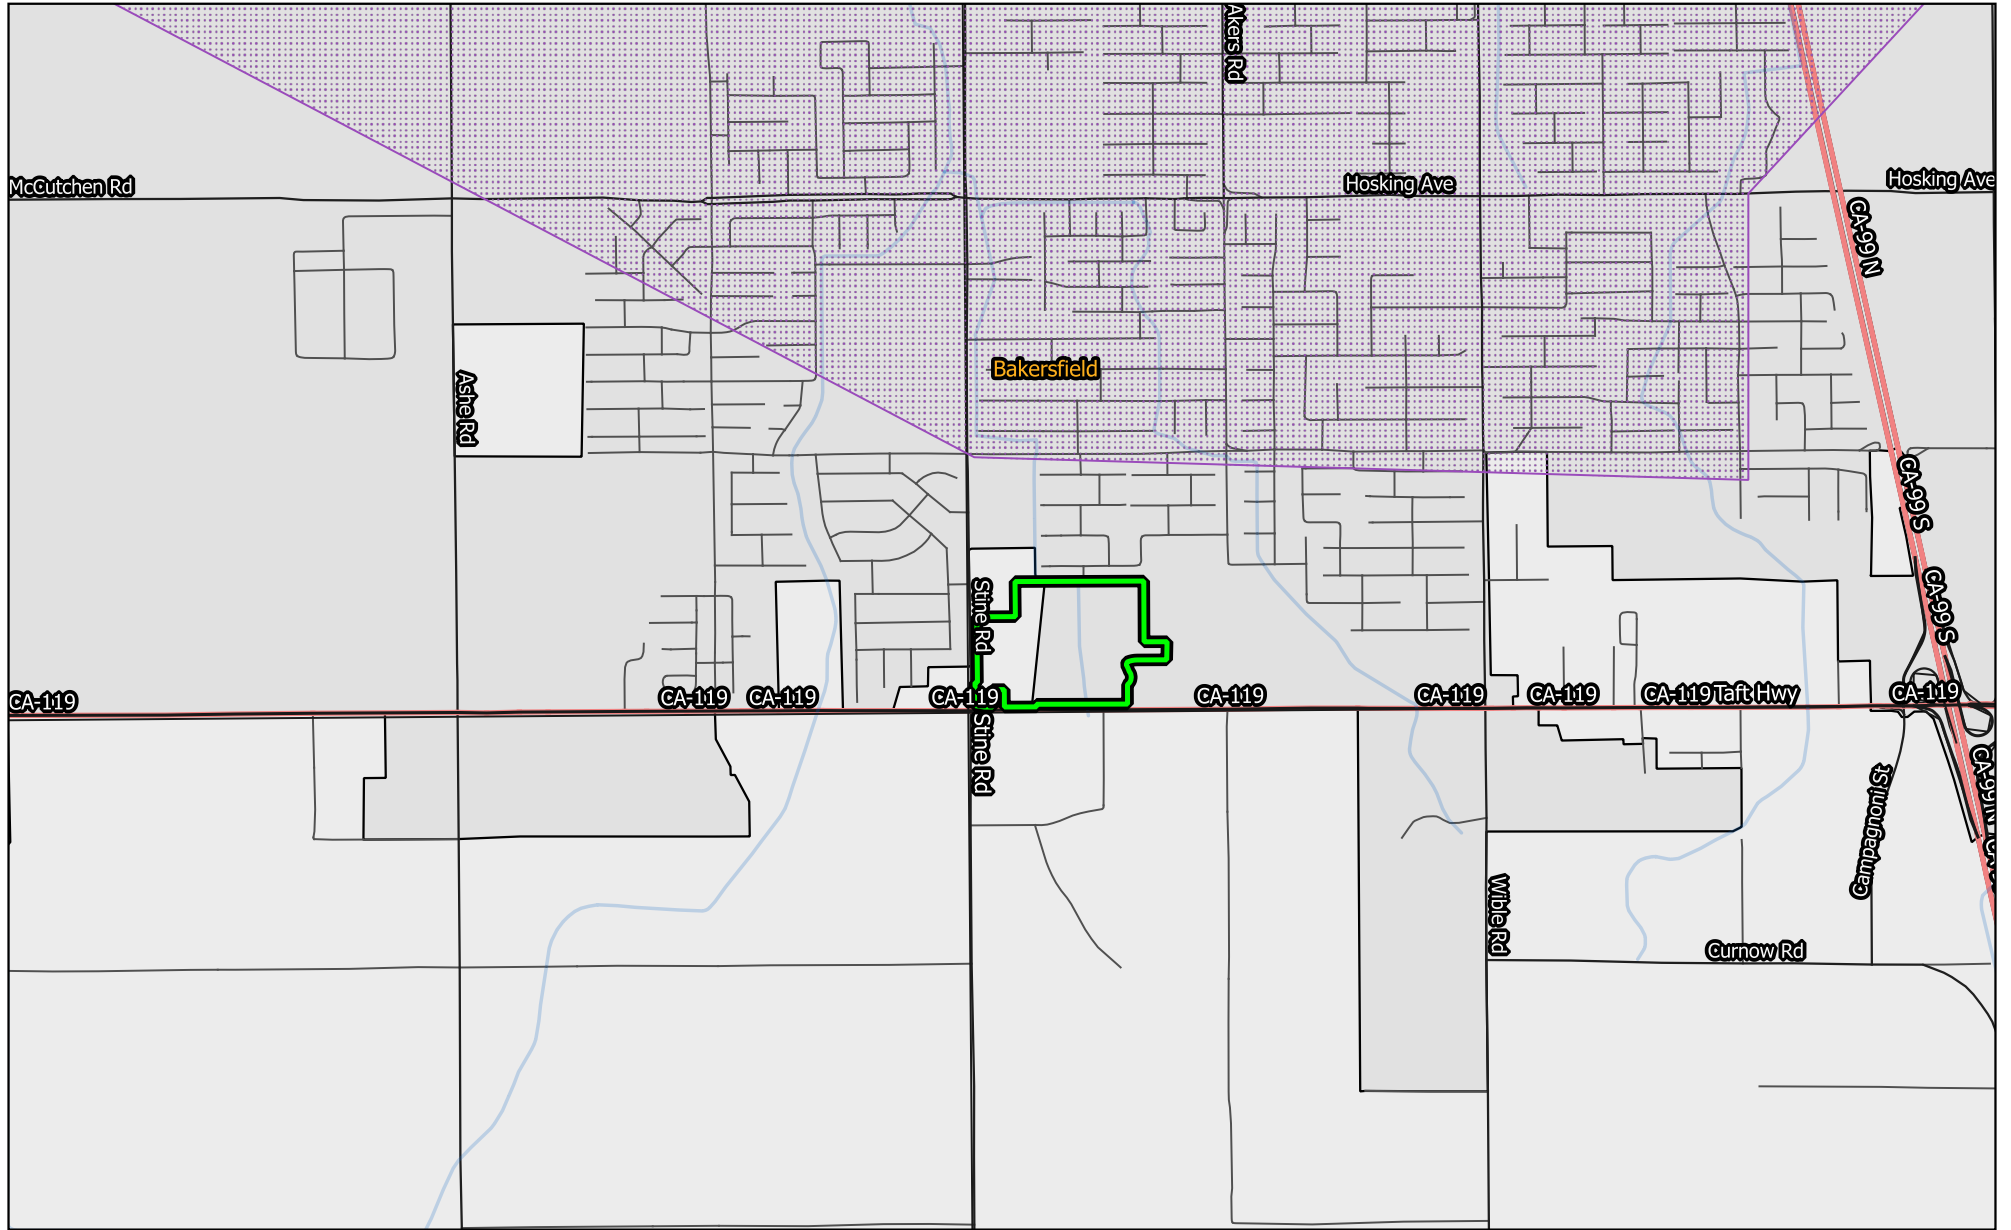 Akers Rd
McCutchen Rd
Hosking Ave
Hosking Ave
CA-99 N
Bakersfield
Ashe Rd
CA-99 S
CA-99 S
Stine Rd
CA-119
CA-119
CA-119
CA-119
CA-119
CA-119
CA-119
CA-119 Taft Hwy
CA-119
Stine Rd
CA-99 N
Campagnoni St
Wible Rd
Curnow Rd